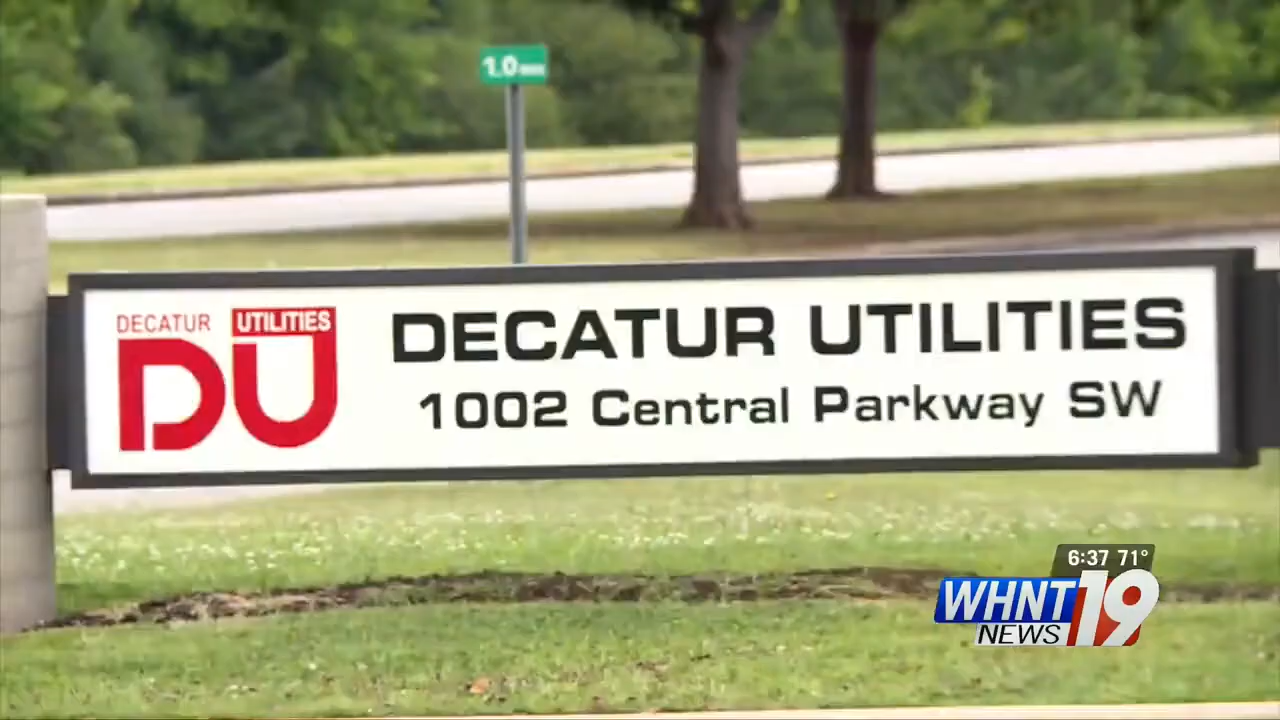 1.0
DECATUR UTILITIES
DU
DECATUR UTILITIES
1002 Central Parkway SW
6:37 71°
WHNT 19
NEWS